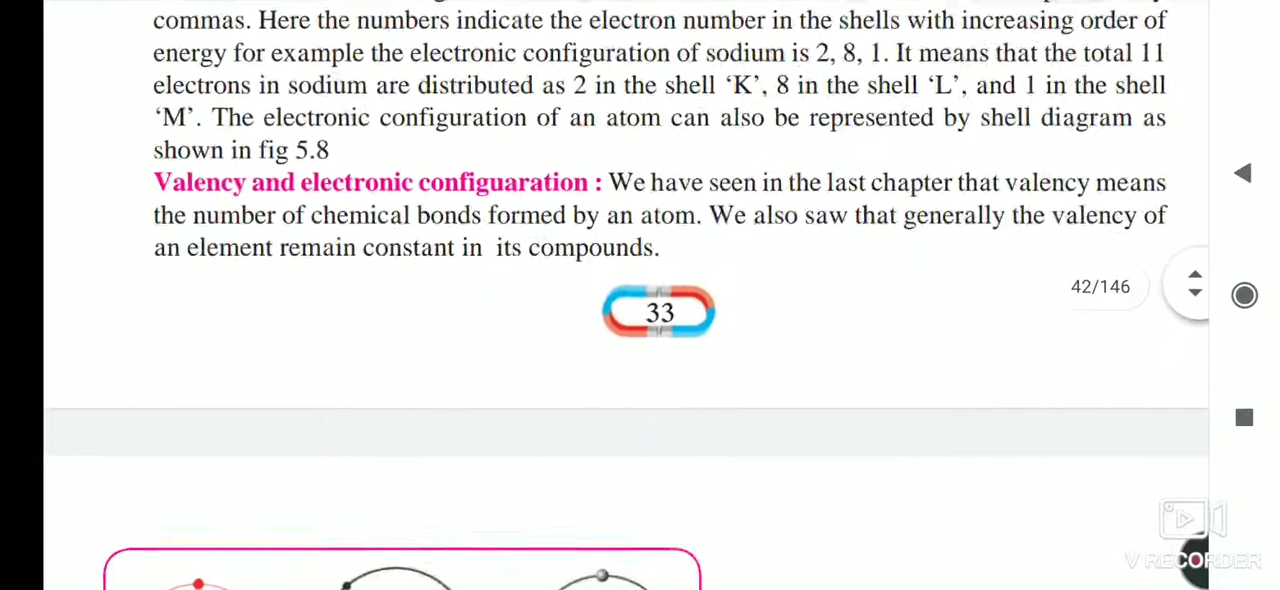 commas. Here the numbers indicate the electron number in the shells with increasing order of
energy for example the electronic configuration of sodium is 2, 8, 1. It means that the total 11
electrons in sodium are distributed as 2 in the shell ‘K’, 8 in the shell ‘L’, and 1 in the shell
‘M’. The electronic configuration of an atom can also be represented by shell diagram as
shown in fig 5.8
Valency and electronic configuaration : We have seen in the last chapter that valency means
the number of chemical bonds formed by an atom. We also saw that generally the valency of
an element remain constant in its compounds.
42/146
33
V RECORDER